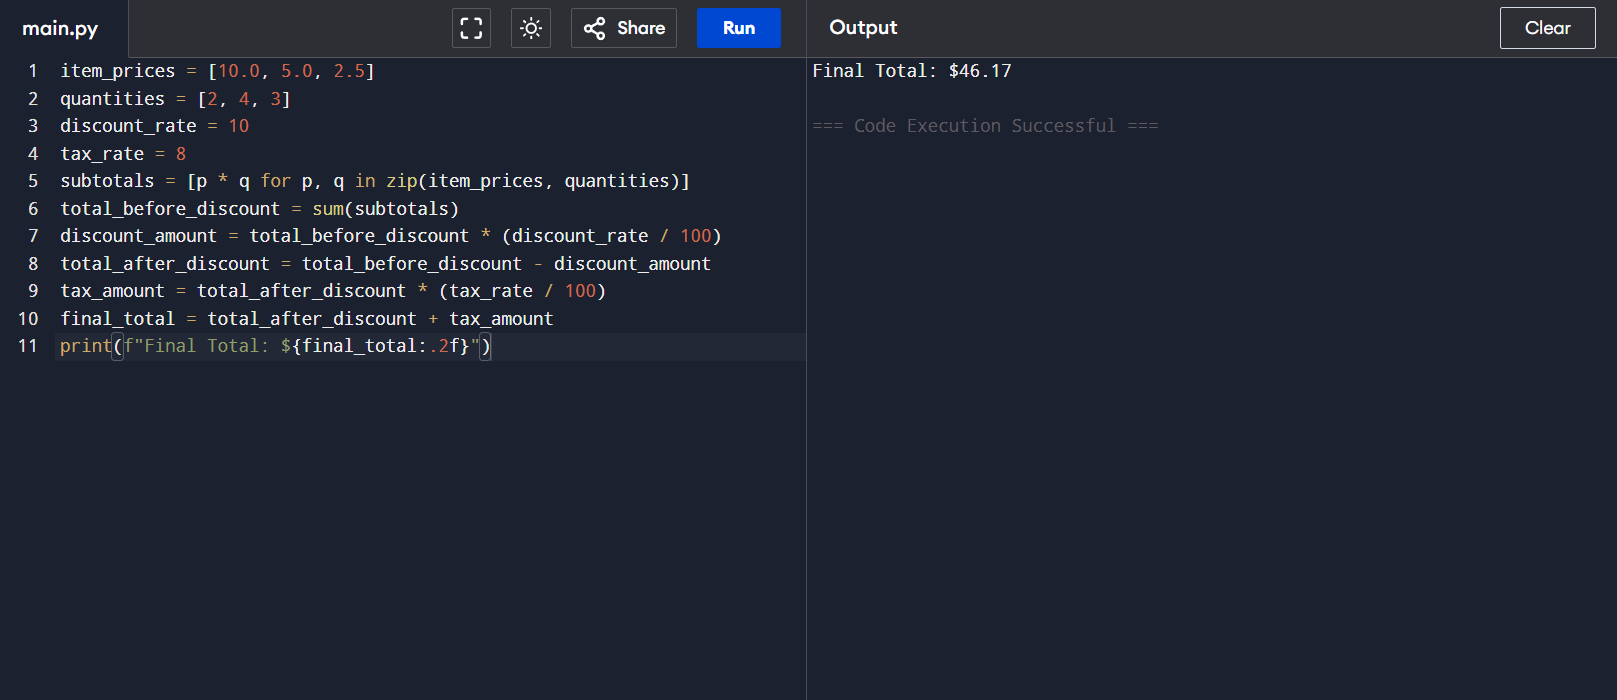 main.py
Share
Run
Output
Clear
1 item_prices = [10.0, 5.0, 2.5]
2 quantities = [2, 4, 3]
3 discount_rate = 10
4 tax_rate = 8
5 subtotals = [p * q for p, q in zip(item_prices, quantities)]
6 total_before_discount = sum(subtotals)
7 discount_amount = total_before_discount * (discount_rate / 100)
8 total_after_discount = total_before_discount - discount_amount
9 tax_amount = total_after_discount * (tax_rate / 100)
10 final_total = total_after_discount + tax_amount
11 print(f"Final Total: ${final_total:.2f}")
Final Total: $46.17
=== Code Execution Successful ===